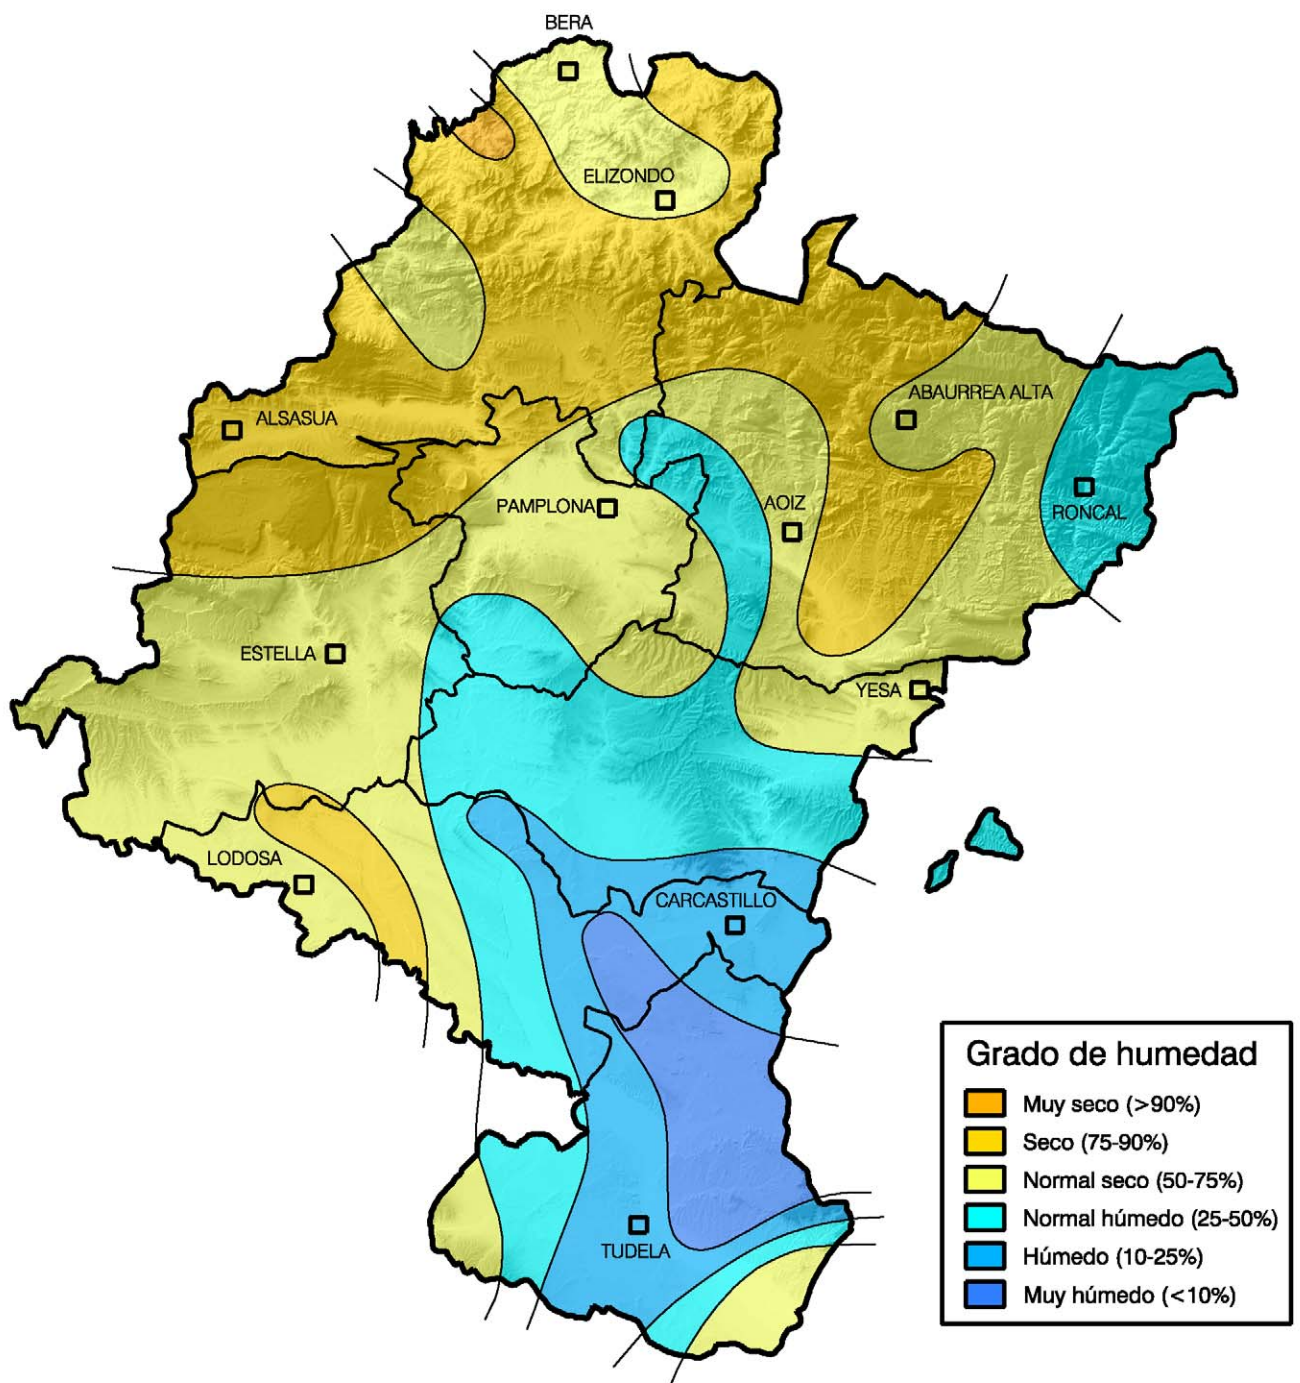 BERA
ELIZONDO
ABAURREA ALTA
ALSASUA
PAMPLONA
AOIZ
RONCAL
ESTELLA
YESA
LODOSA
CARCASTILLO
TUDELA
Grado de humedad
Muy seco (>90%)
Seco (75-90%)
Normal seco (50-75%)
Normal húmedo (25-50%)
Húmedo (10-25%)
Muy húmedo (<10%)